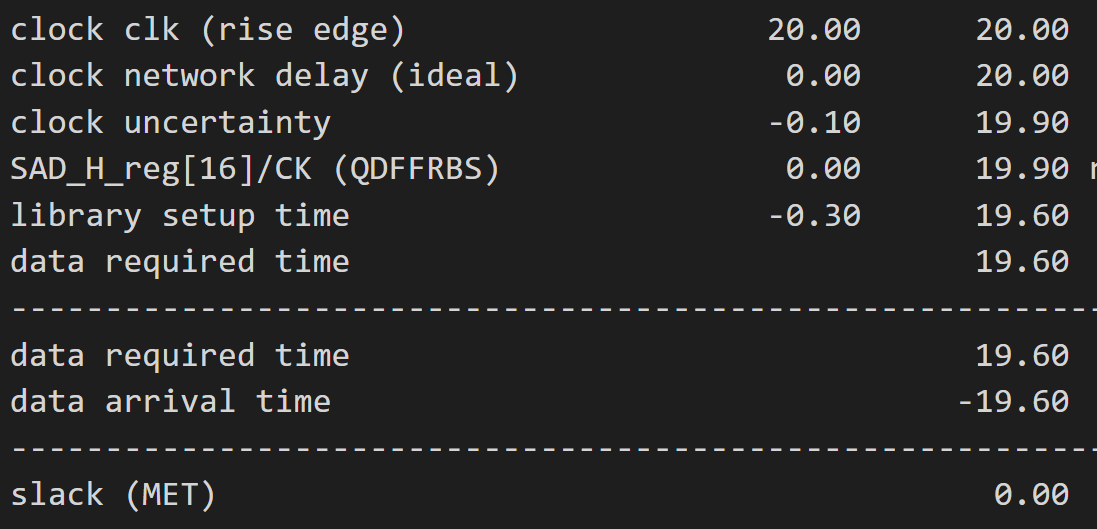 clock clk (rise edge) 20.00 20.00
clock network delay (ideal) 0.00 20.00
clock uncertainty -0.10 19.90
SAD_H_reg[16]/CK (QDFFRBS) 0.00 19.90
library setup time -0.30 19.60
data required time 19.60
--------------------------------------------------------------
data required time 19.60
data arrival time -19.60
--------------------------------------------------------------
slack (MET) 0.00